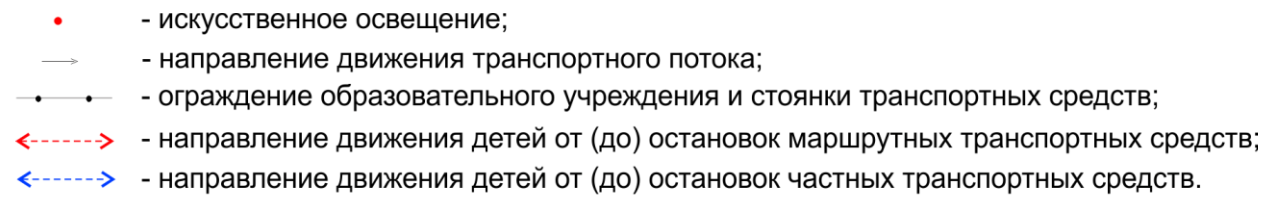 - искусственное освещение;
- направление движения транспортного потока;
- ограждение образовательного учреждения и стоянки транспортных средств;
- направление движения детей от (до) остановок маршрутных транспортных средств;
- направление движения детей от (до) остановок частных транспортных средств.